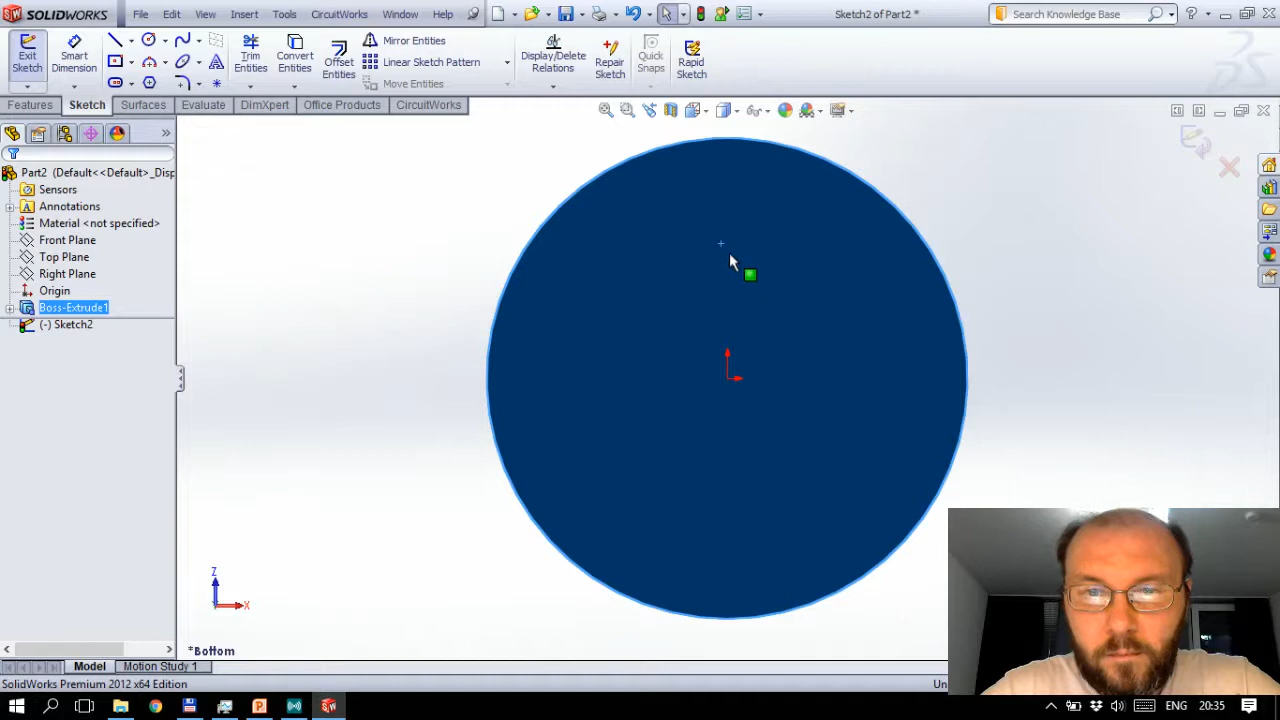 SOLIDWORKS File Edit View Insert Tools CircuitWorks Window Help Sketch2 of Part2 * Search Knowledge Base
Exit Sketch
Smart Dimension
Trim Entities
Convert Entities
Offset Entities
Mirror Entities
Linear Sketch Pattern
Move Entities
Display/Delete Relations
Repair Sketch
Quick Snaps
Rapid Sketch
Features Sketch Surfaces Evaluate DimXpert Office Products CircuitWorks
Part2 (Default<<Default>_Disp
Sensors
Annotations
Material <not specified>
Front Plane
Top Plane
Right Plane
Origin
Boss-Extrude1
(-) Sketch2
Z
X
*Bottom
Model Motion Study 1
SolidWorks Premium 2012 x64 Edition Un
ENG 20:35